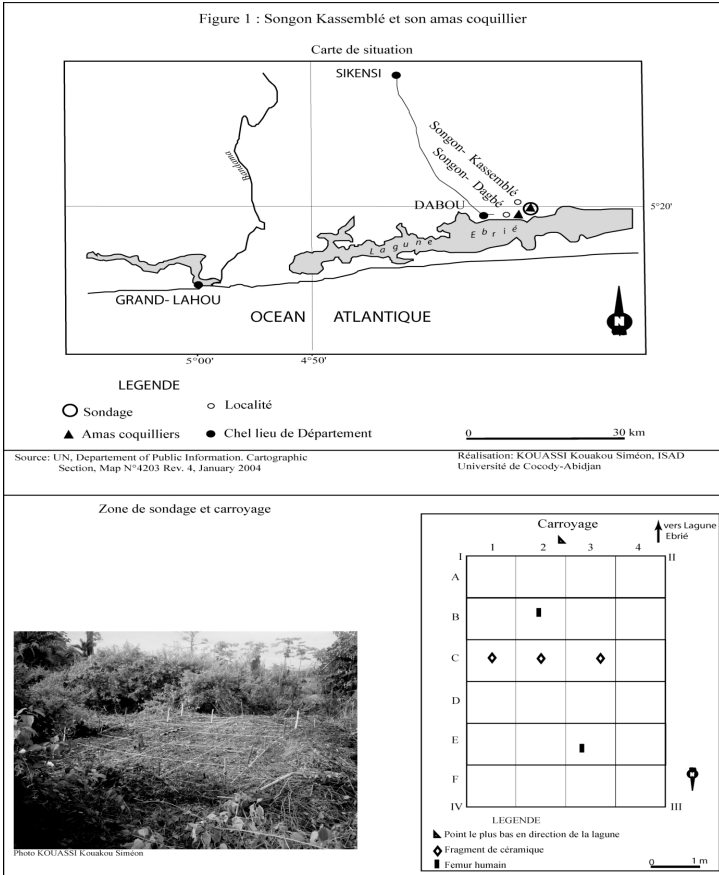 Figure 1 : Songon Kassemblé et son amas coquillier
Carte de situation
SIKENSI
Bandama
Songon- Kassemblé
Songon- Dagbé
DABOU
5°20'
Lagune Ebrié
GRAND- LAHOU
OCEAN ATLANTIQUE
N
5°00' 4°50'
LEGENDE
Sondage
Localité
Amas coquilliers
Chel lieu de Département
0 30 km
Source: UN, Departement of Public Information. Cartographic
Section, Map N°4203 Rev. 4, January 2004
Réalisation: KOUASSI Kouakou Siméon, ISAD
Université de Cocody-Abidjan
Zone de sondage et carroyage
Photo KOUASSI Kouakou Siméon
Carroyage
vers Lagune
Ebrié
1 2 3 4
I II
A
B
C
D
E
F
IV III
N
LEGENDE
Point le plus bas en direction de la lagune
Fragment de céramique
Femur humain
0 1 m